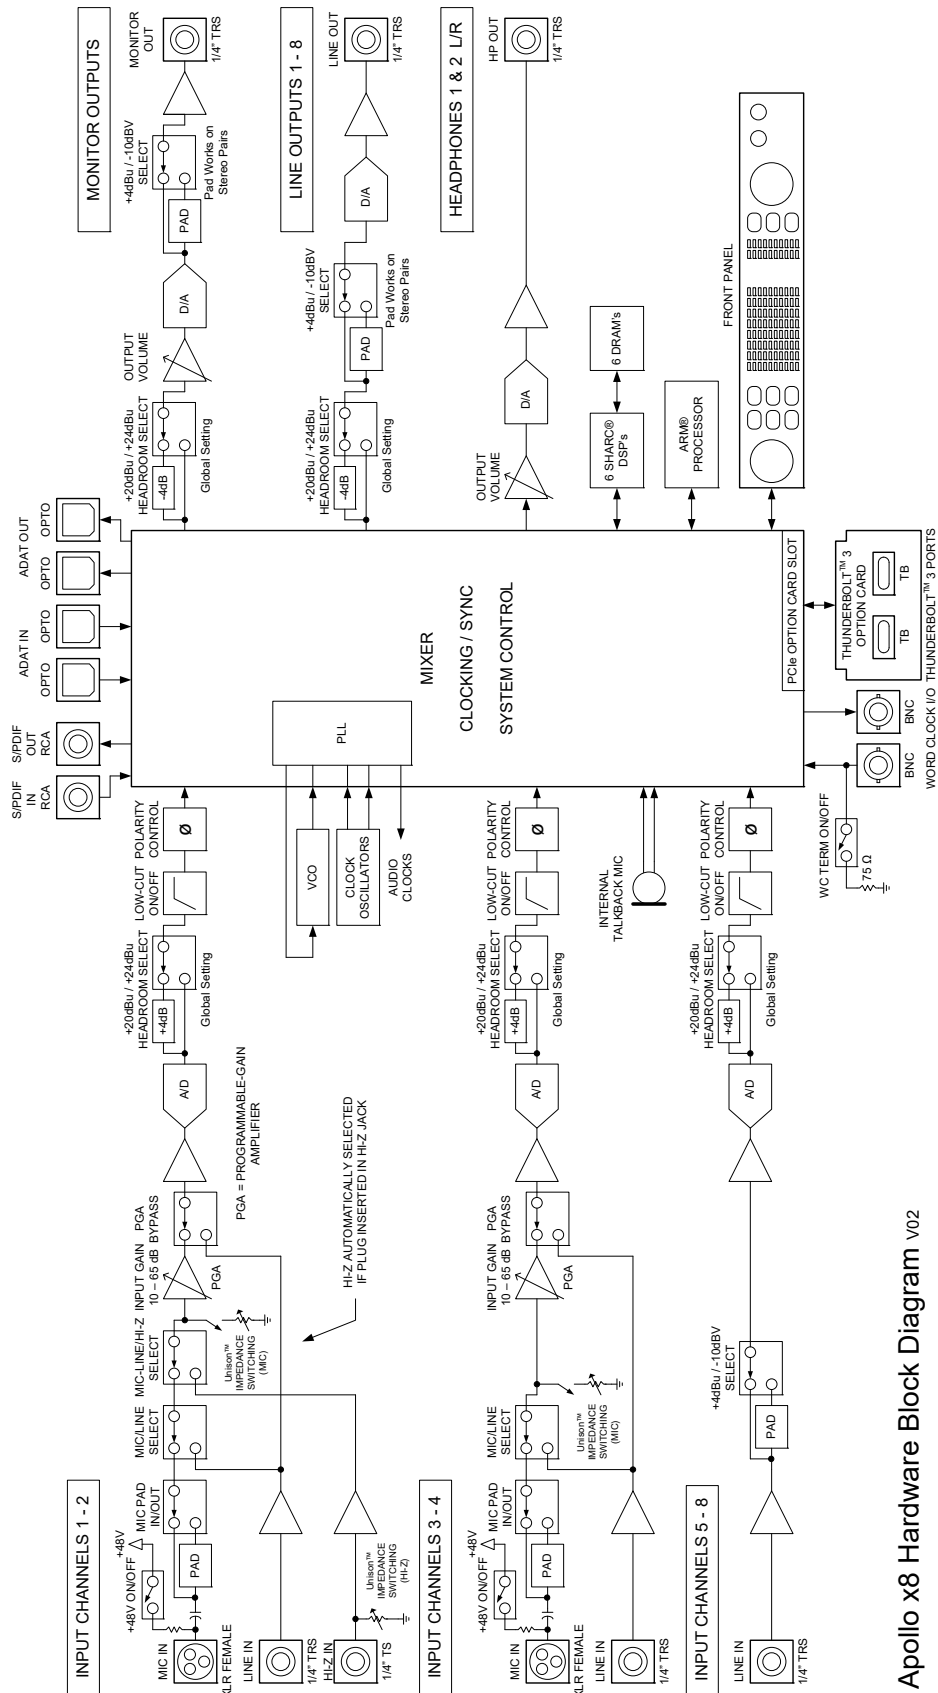 INPUT CHANNELS 1 - 2
+48V ON/OFF
+48V
MIC PAD
IN/OUT
MIC/LINE
SELECT
MIC-LINE/HI-Z
SELECT
INPUT GAIN
10 – 65 dB
PGA
BYPASS
MIC IN
XLR FEMALE
PAD
LINE IN
1/4" TRS
HI-Z IN
1/4" TS
Unison™
IMPEDANCE
SWITCHING
(HI-Z)
Unison™
IMPEDANCE
SWITCHING
(MIC)
PGA
PGA = PROGRAMMABLE-GAIN
AMPLIFIER
HI-Z AUTOMATICALLY SELECTED
IF PLUG INSERTED IN HI-Z JACK
A/D
+20dBu / +24dBu
HEADROOM SELECT
+4dB
Global Setting
LOW-CUT
ON/OFF
POLARITY
CONTROL
Ø
INPUT CHANNELS 3 - 4
+48V ON/OFF
+48V
MIC PAD
IN/OUT
MIC/LINE
SELECT
INPUT GAIN
10 – 65 dB
PGA
BYPASS
MIC IN
XLR FEMALE
PAD
LINE IN
1/4" TRS
Unison™
IMPEDANCE
SWITCHING
(MIC)
PGA
A/D
+20dBu / +24dBu
HEADROOM SELECT
+4dB
Global Setting
LOW-CUT
ON/OFF
POLARITY
CONTROL
Ø
INPUT CHANNELS 5 - 8
LINE IN
1/4" TRS
PAD
+4dBu / -10dBV
SELECT
A/D
+20dBu / +24dBu
HEADROOM SELECT
+4dB
Global Setting
LOW-CUT
ON/OFF
POLARITY
CONTROL
Ø
VCO
CLOCK
OSCILLATORS
AUDIO
CLOCKS
PLL
INTERNAL
TALKBACK MIC
WC TERM ON/OFF
75 Ω
S/PDIF
IN
RCA
S/PDIF
OUT
RCA
ADAT IN
OPTO
OPTO
ADAT OUT
OPTO
OPTO
MIXER
CLOCKING / SYNC
SYSTEM CONTROL
PCIe OPTION CARD SLOT
BNC
BNC
WORD CLOCK I/O
THUNDERBOLT™ 3
OPTION CARD
TB
TB
THUNDERBOLT™ 3 PORTS
MONITOR OUTPUTS
+20dBu / +24dBu
HEADROOM SELECT
-4dB
Global Setting
OUTPUT
VOLUME
D/A
PAD
+4dBu / -10dBV
SELECT
Pad Works on
Stereo Pairs
MONITOR
OUT
1/4" TRS
LINE OUTPUTS 1 - 8
+20dBu / +24dBu
HEADROOM SELECT
-4dB
Global Setting
PAD
+4dBu / -10dBV
SELECT
Pad Works on
Stereo Pairs
D/A
LINE OUT
1/4" TRS
HEADPHONES 1 & 2 L/R
OUTPUT
VOLUME
D/A
HP OUT
1/4" TRS
6 SHARC®
DSP's
6 DRAM's
ARM®
PROCESSOR
FRONT PANEL
Apollo x8 Hardware Block Diagram V02